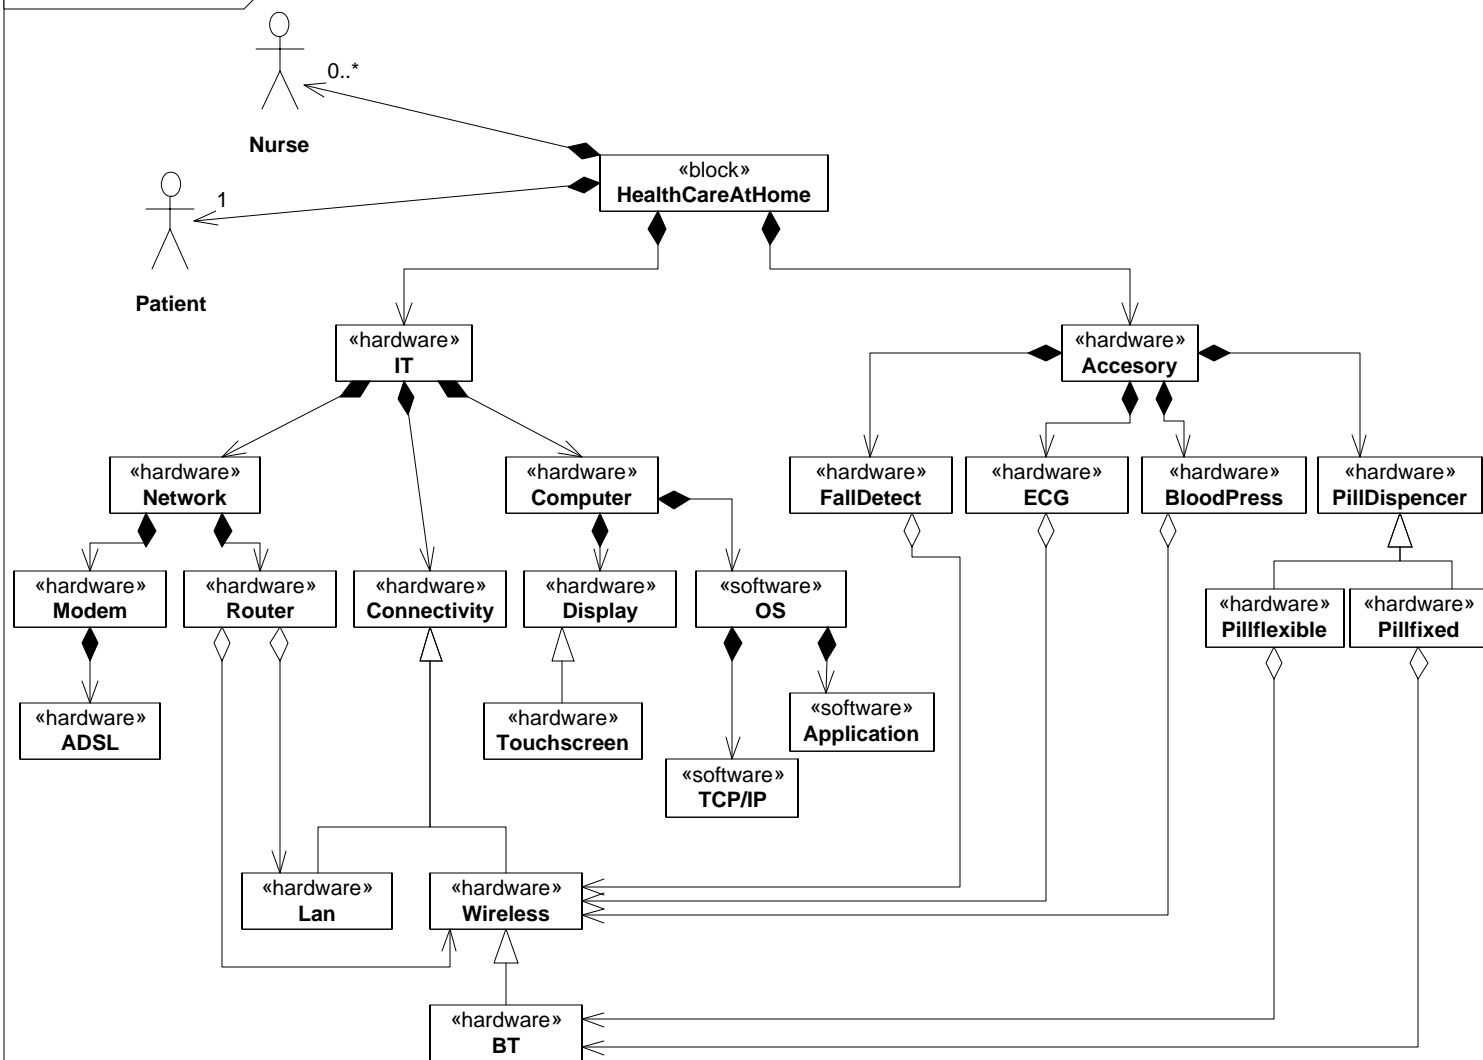 0..*
Nurse
«block»
HealthCareAtHome
1
Patient
«hardware»
IT
«hardware»
Accesory
«hardware»
Network
«hardware»
Computer
«hardware»
FallDetect
«hardware»
ECG
«hardware»
BloodPress
«hardware»
PillDispencer
«hardware»
Modem
«hardware»
Router
«hardware»
Connectivity
«hardware»
Display
«software»
OS
«hardware»
Pillflexible
«hardware»
Pillfixed
«hardware»
ADSL
«hardware»
Touchscreen
«software»
Application
«software»
TCP/IP
«hardware»
Lan
«hardware»
Wireless
«hardware»
BT